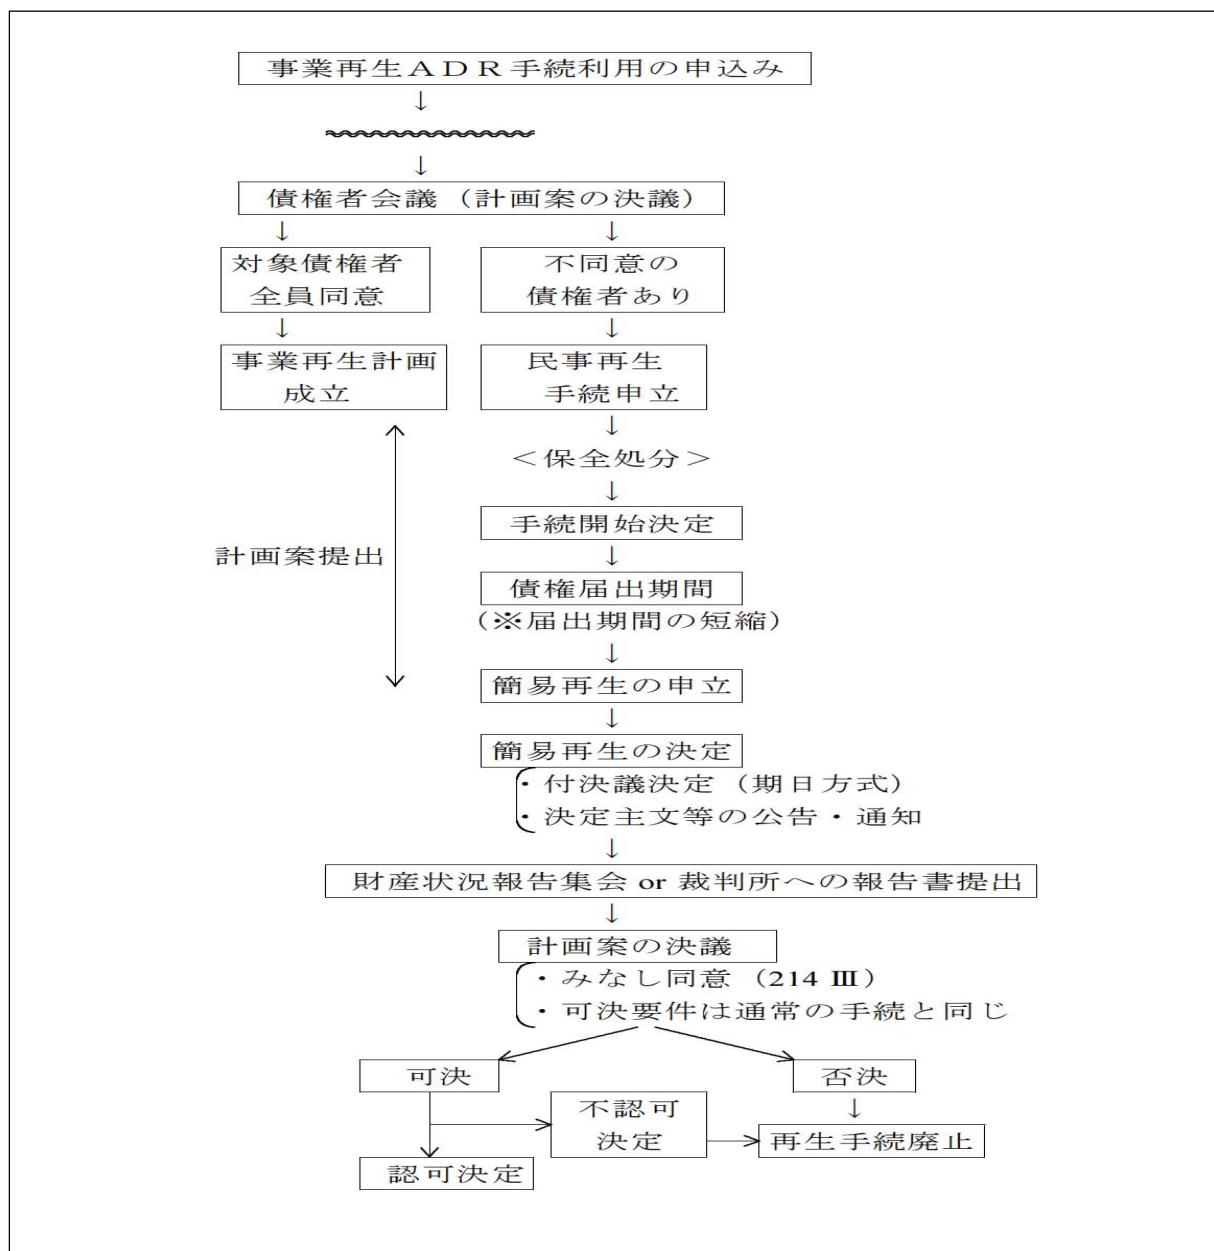 事業再生ＡＤＲ手続利用の申込み
↓
↓
債権者会議（計画案の決議）
↓ ↓
対象債権者
全員同意
不同意の
債権者あり
↓ ↓
事業再生計画
成立
民事再生
手続申立
↓
＜保全処分＞
↓
手続開始決定
計画案提出
↓
債権届出期間
（※届出期間の短縮）
↓
簡易再生の申立
↓
簡易再生の決定
・付決議決定（期日方式）
・決定主文等の公告・通知
↓
財産状況報告集会 or 裁判所への報告書提出
↓
計画案の決議
・みなし同意（214 Ⅲ）
・可決要件は通常の手続と同じ
可決
否決
↓
不認可
決定
再生手続廃止
認可決定